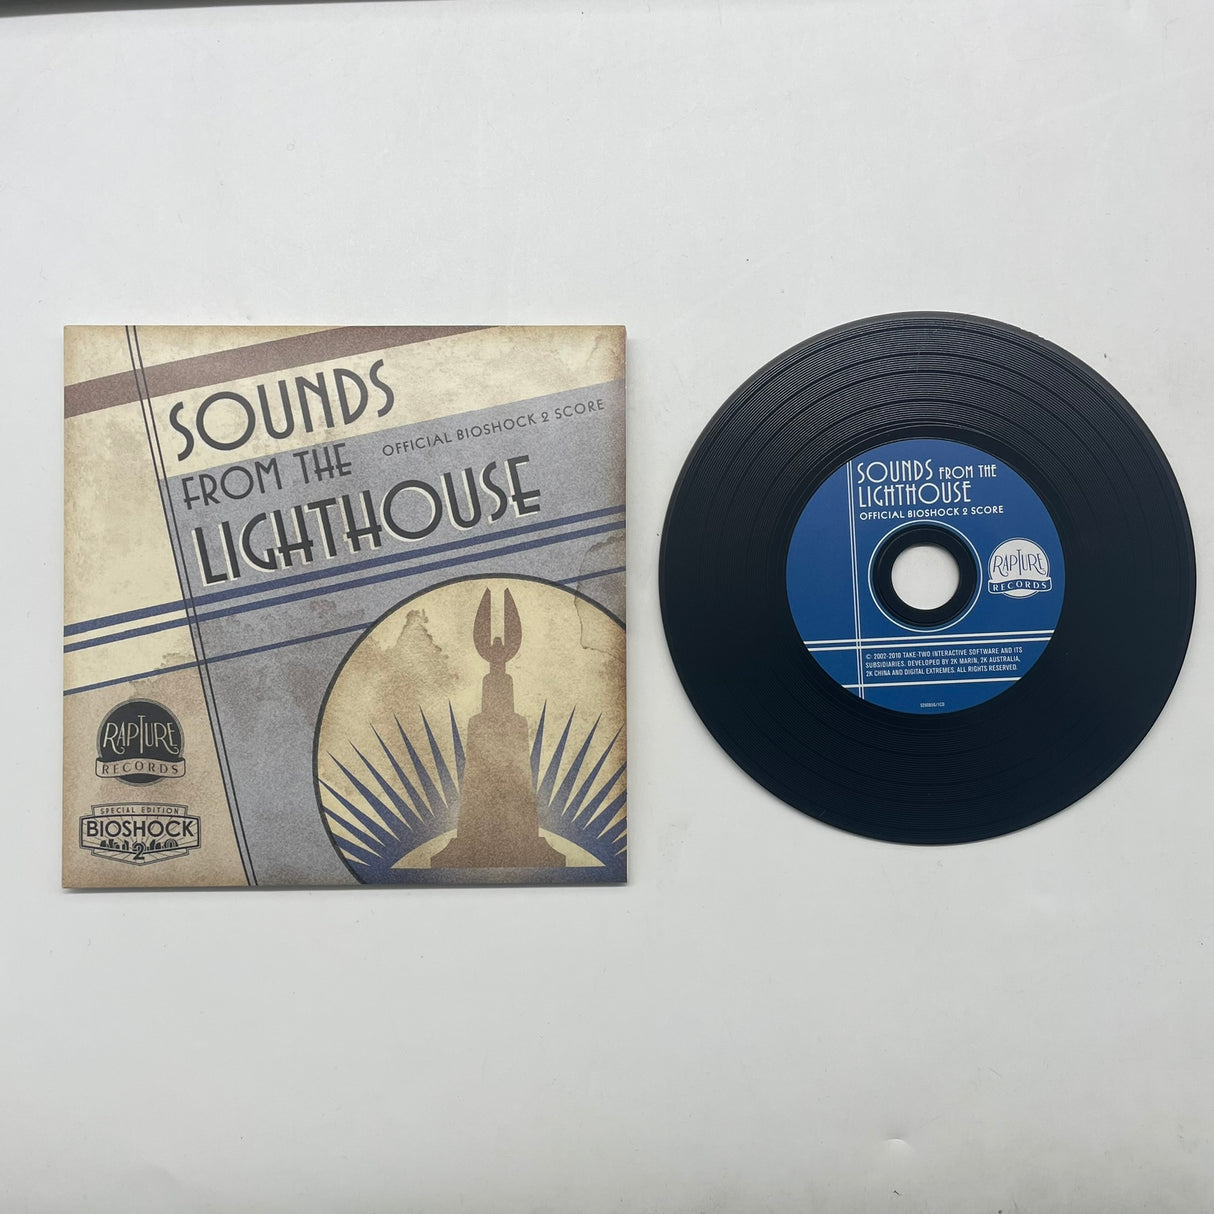 SOUNDS
FROM THE
OFFICIAL BIOSHOCK 2 SCORE
LIGHTHOUSE
RAPTURE
RECORDS
SPECIAL EDITION
BIOSHOCK
2
SOUNDS FROM THE
LIGHTHOUSE
OFFICIAL BIOSHOCK 2 SCORE
RAPTURE
RECORDS
© 2002-2010 TAKE-TWO INTERACTIVE SOFTWARE AND ITS
SUBSIDIARIES. DEVELOPED BY 2K MARIN, 2K AUSTRALIA,
2K CHINA AND DIGITAL EXTREMES. ALL RIGHTS RESERVED.